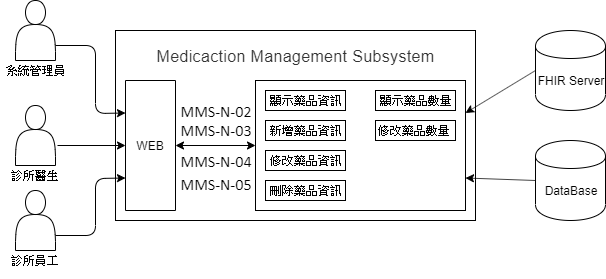 Medicaction Management Subsystem
系統管理員
診所醫生
診所員工
WEB
MMS-N-02
MMS-N-03
MMS-N-04
MMS-N-05
顯示藥品資訊
顯示藥品數量
新增藥品資訊
修改藥品數量
修改藥品資訊
刪除藥品資訊
FHIR Server
DataBase